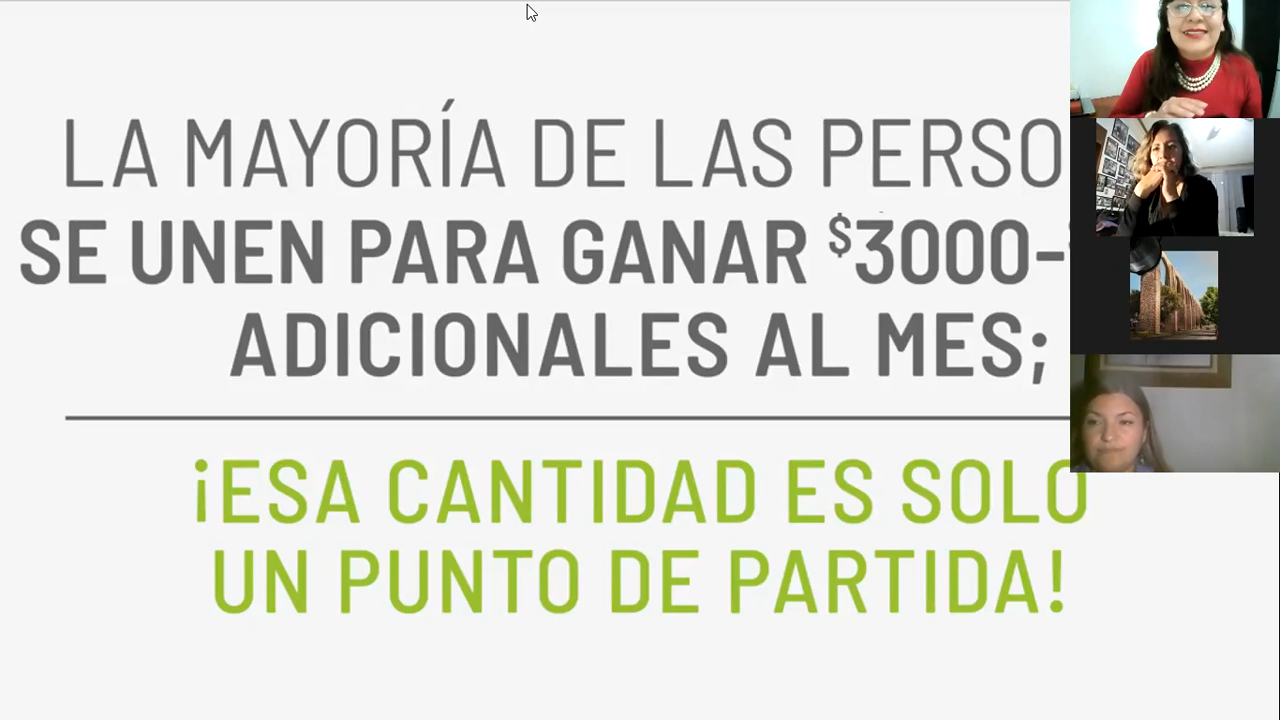 LA MAYORÍA DE LAS PERSO
SE UNEN PARA GANAR $3000-
ADICIONALES AL MES;
¡ESA CANTIDAD ES SOLO
UN PUNTO DE PARTIDA!